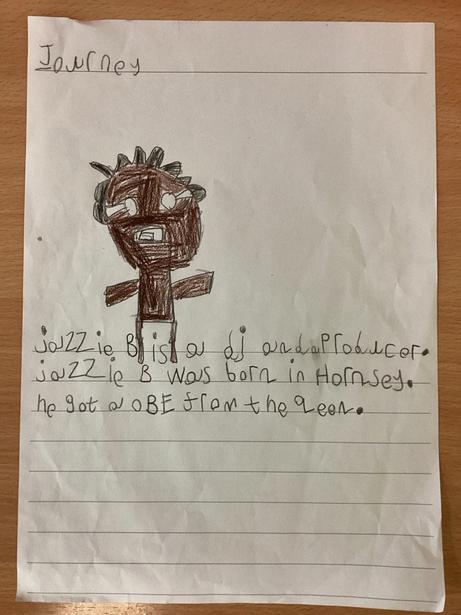 Journey
jazzie B is a dj and a Producer.
jazzie B was born in Hornsey.
he got a OBE from the qeen.